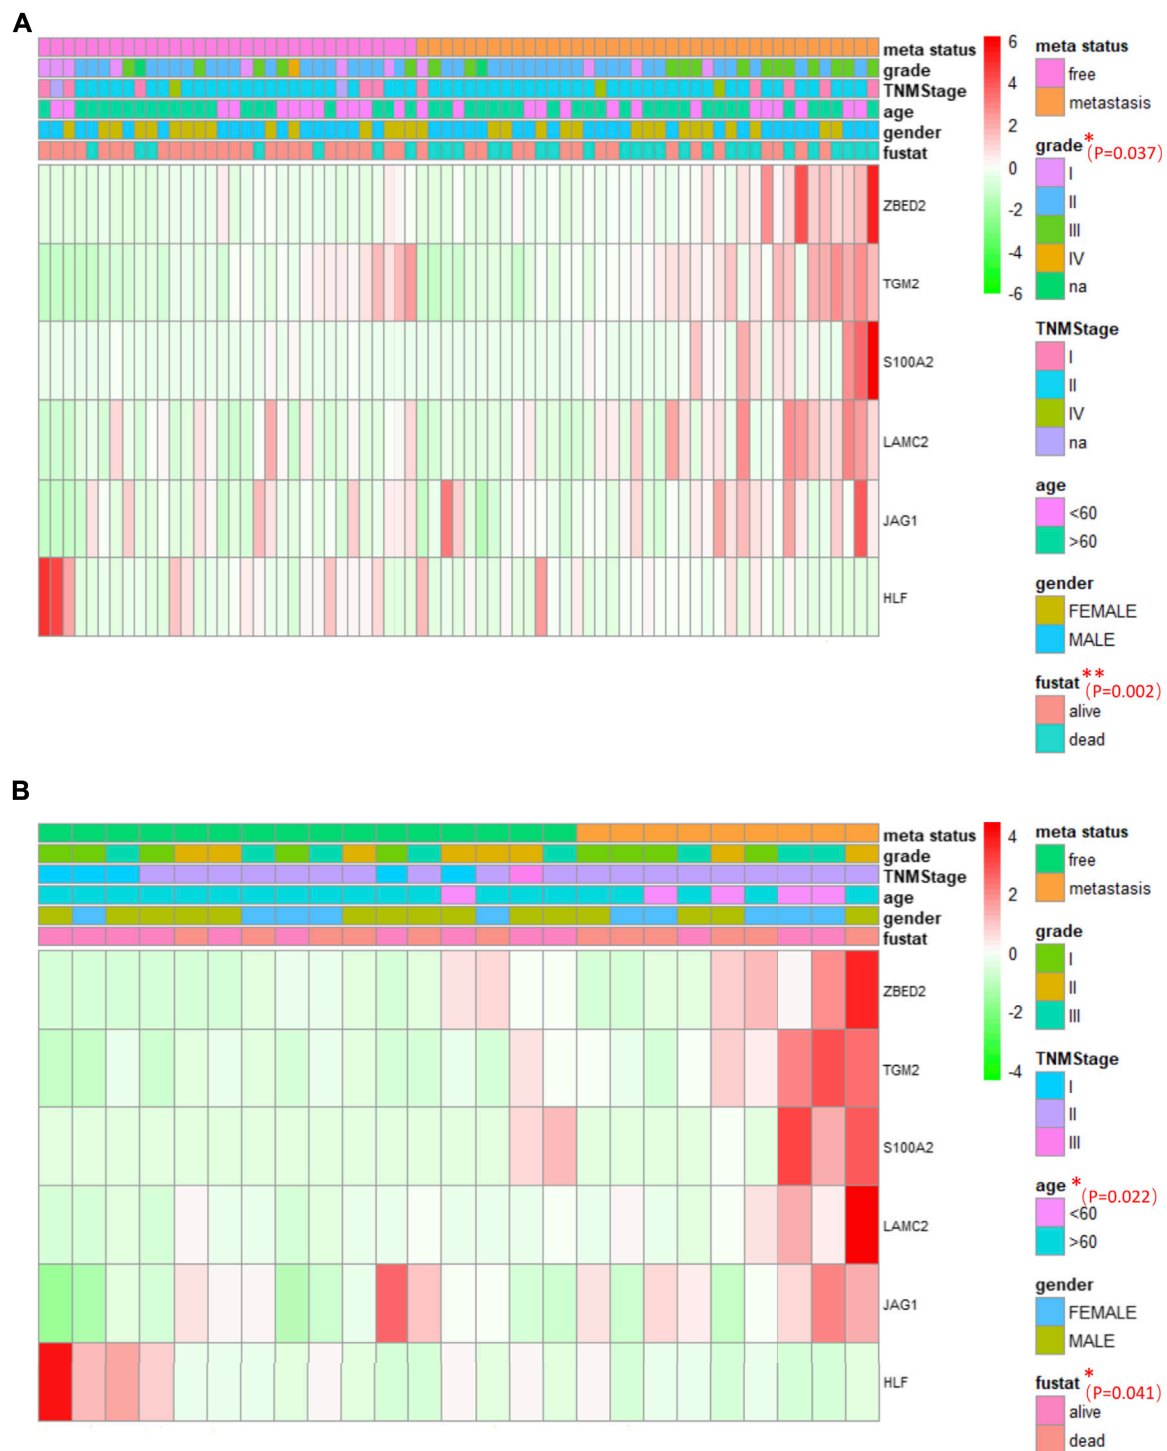 A
meta status
grade
TNMStage
age
gender
fustat
ZBED2
TGM2
S100A2
LAMC2
JAG1
HLF
6
4
2
0
-2
-4
-6
meta status
free
metastasis
grade * (P=0.037)
I
II
III
IV
na
TNMStage
I
II
IV
na
age
<60
>60
gender
FEMALE
MALE
fustat ** (P=0.002)
alive
dead
B
meta status
grade
TNMStage
age
gender
fustat
ZBED2
TGM2
S100A2
LAMC2
JAG1
HLF
4
2
0
-2
-4
meta status
free
metastasis
grade
I
II
III
TNMStage
I
II
III
age * (P=0.022)
<60
>60
gender
FEMALE
MALE
fustat * (P=0.041)
alive
dead